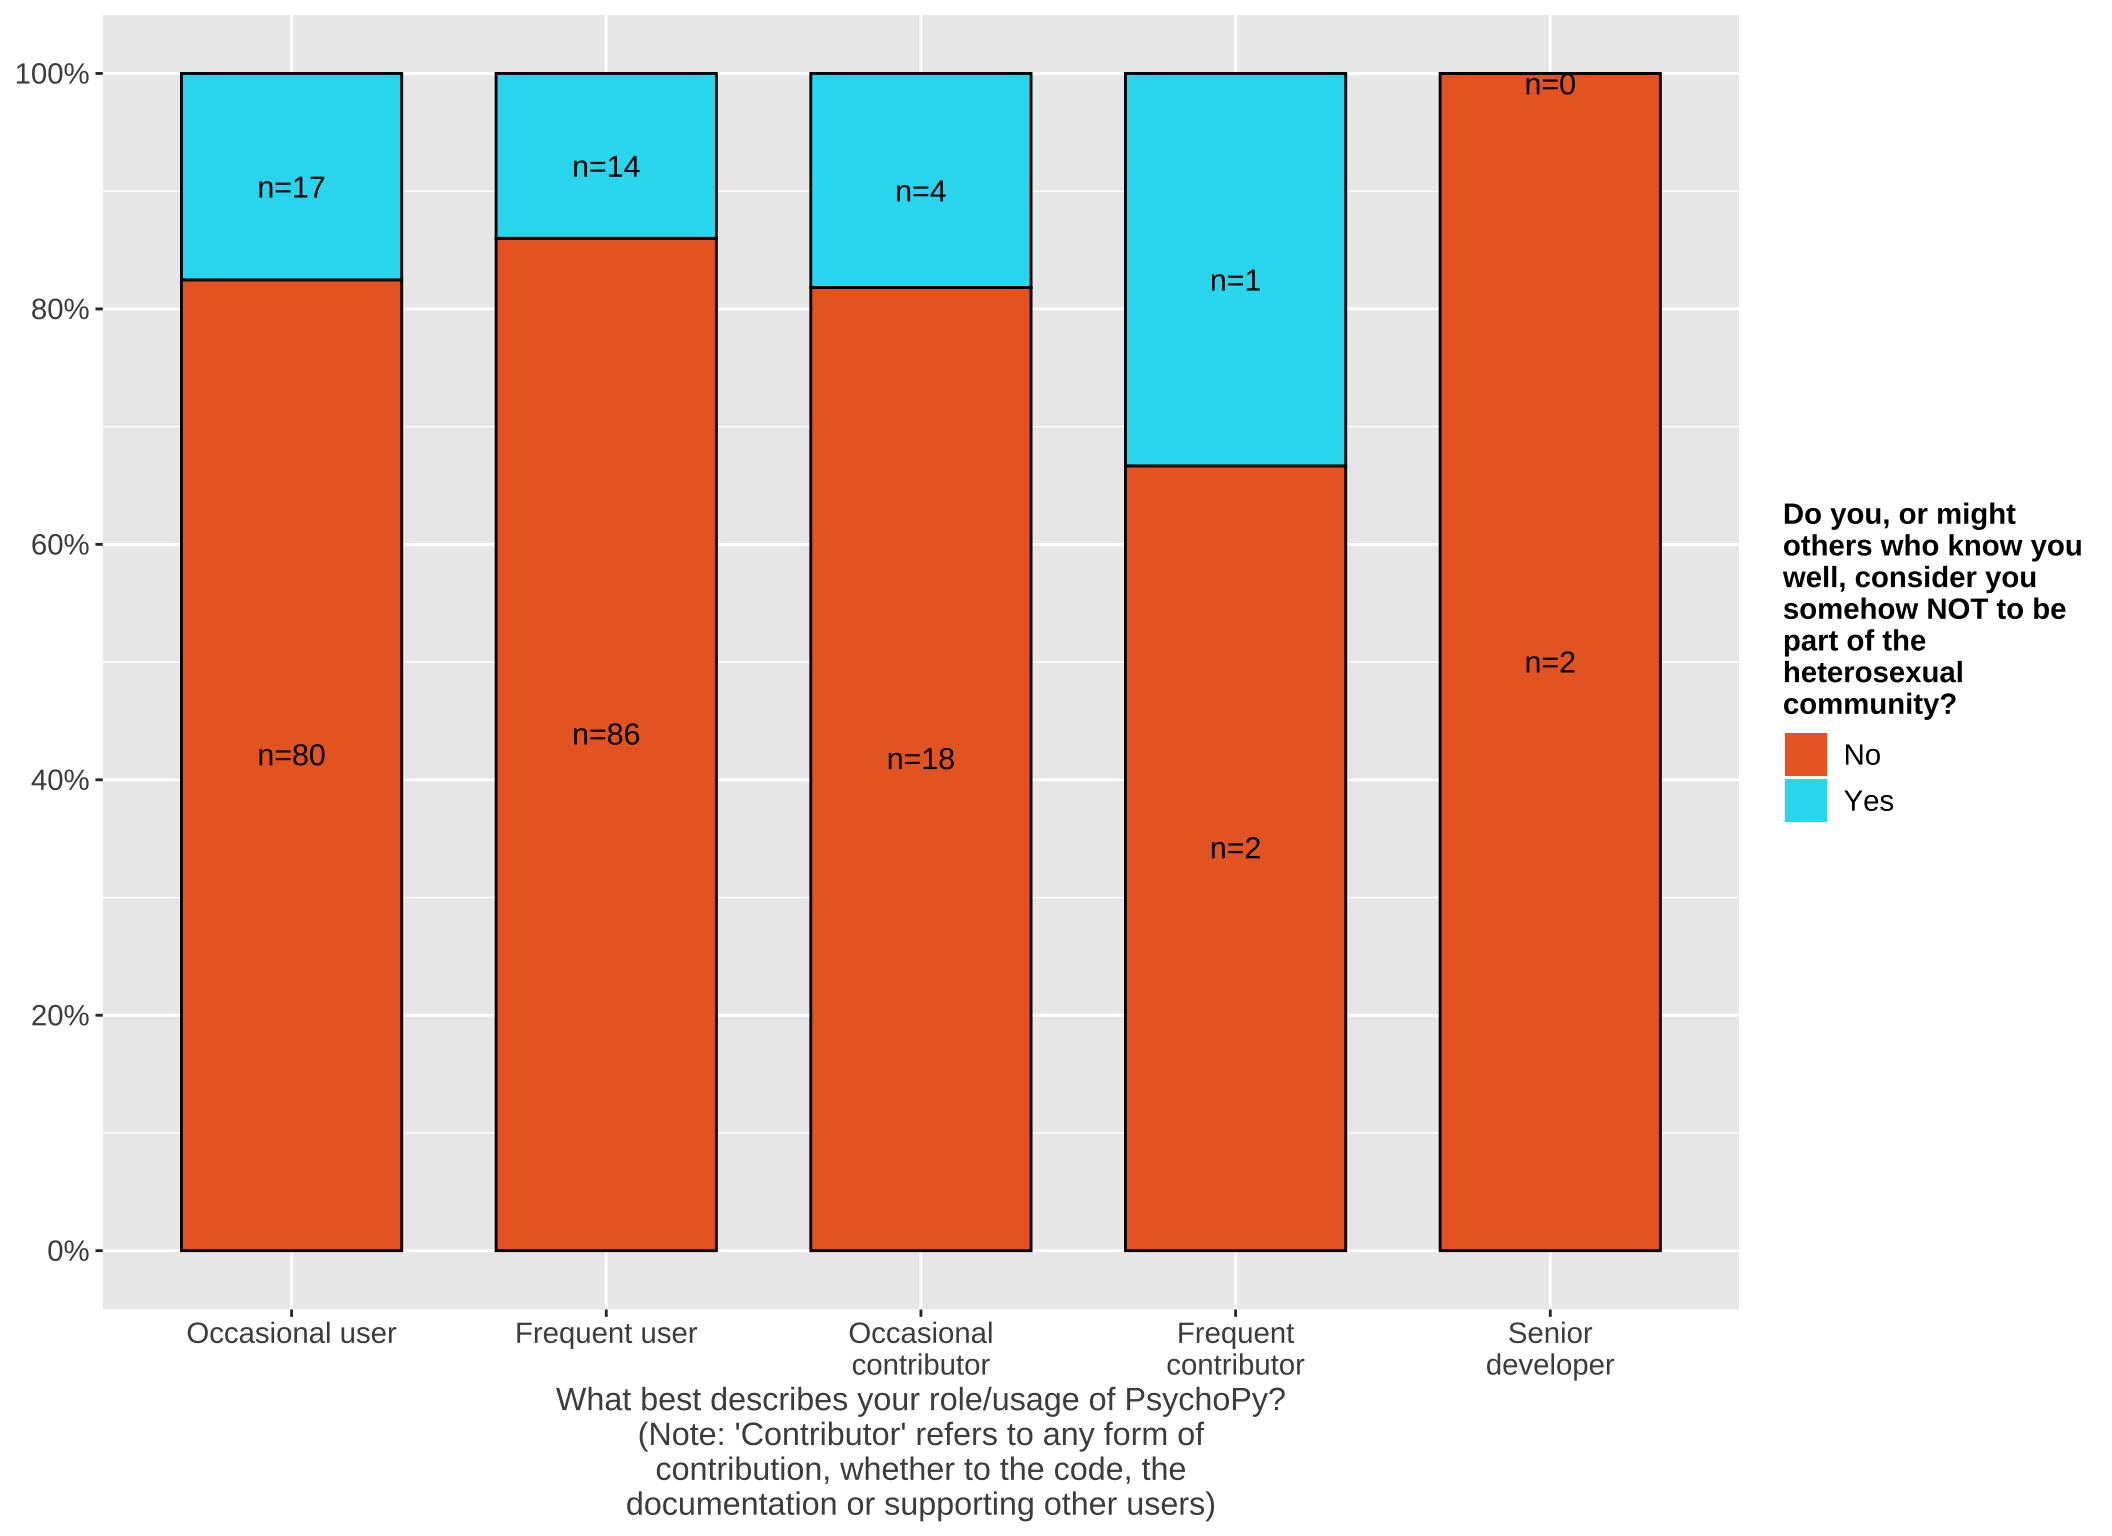 100%
80%
60%
40%
20%
0%
n=17
n=14
n=4
n=1
n=0
n=80
n=86
n=18
n=2
n=2
Occasional user
Frequent user
Occasional
contributor
Frequent
contributor
Senior
developer
What best describes your role/usage of PsychoPy?
(Note: 'Contributor' refers to any form of
contribution, whether to the code, the
documentation or supporting other users)
Do you, or might
others who know you
well, consider you
somehow NOT to be
part of the
heterosexual
community?
No
Yes